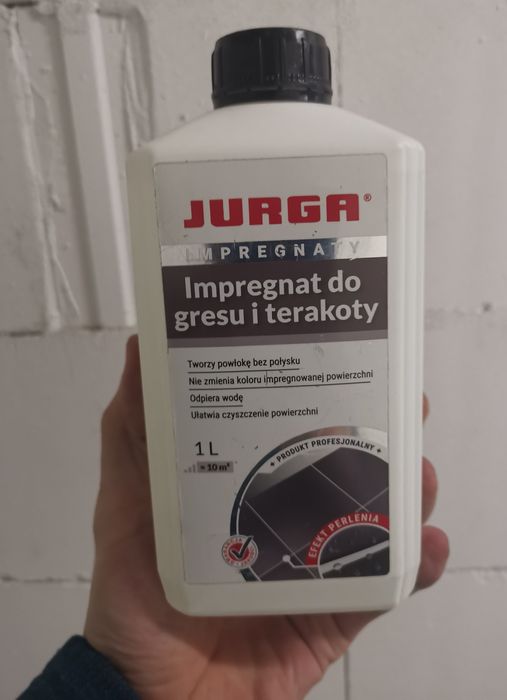 JURGA®
IMPREGNATY
Impregnat do
gresu i terakoty
Tworzy powłokę bez połysku
Nie zmienia koloru impregnowanej powierzchni
Odpiera wodę
Ułatwia czyszczenie powierzchni
1 L
≈ 10 m²
• PRODUKT PROFESJONALNY •
EFEKT PERLENIA